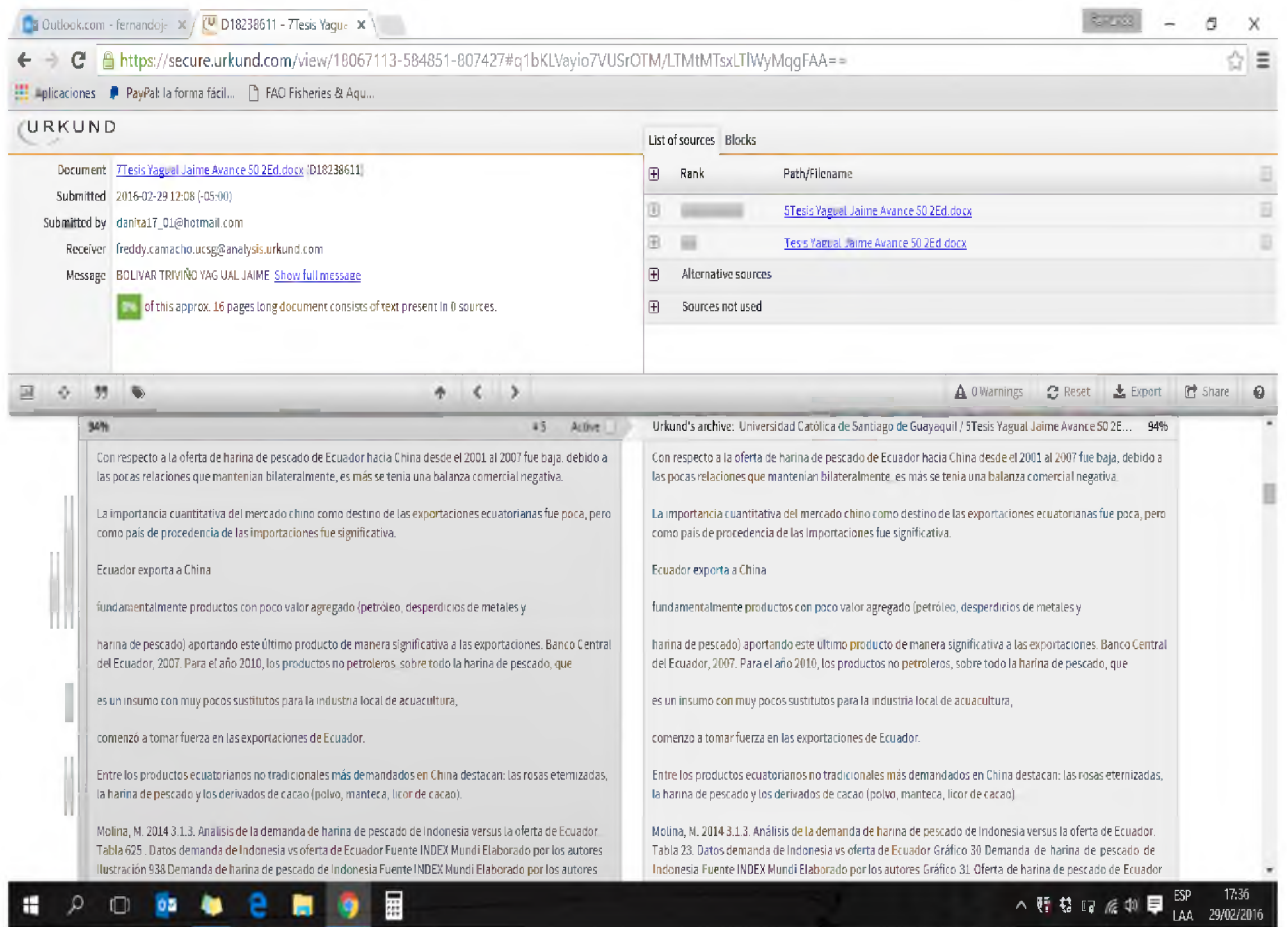 Outlook.com - fernandoj-
D18238611 - 7Tesis Yagua
Fernando
https://secure.urkund.com/view/18067113-584851-807427#q1bKLVayio7VUSrOTM/LTMtMTsxLTlWyMqgFAA==
Aplicaciones PayPal: la forma fácil... FAO Fisheries & Aqu...
URKUND
Document 7Tesis Yagual Jaime Avance 50 2Ed.docx (D18238611)
Submitted 2016-02-29 12:08 (-05:00)
Submitted by danita17_01@hotmail.com
Receiver freddy.camacho.ucsg@analysis.urkund.com
Message BOLIVAR TRIVIÑO YAG UAL JAIME Show full message
0% of this approx. 16 pages long document consists of text present in 0 sources.
List of sources Blocks
Rank Path/Filename
5Tesis Yagual Jaime Avance 50 2Ed.docx
Tesis Yagual Jaime Avance 50 2Ed.docx
Alternative sources
Sources not used
0 Warnings Reset Export Share
94% #5 Active
Con respecto a la oferta de harina de pescado de Ecuador hacia China desde el 2001 al 2007 fue baja, debido a
las pocas relaciones que mantenían bilateralmente, es más se tenía una balanza comercial negativa.
La importancia cuantitativa del mercado chino como destino de las exportaciones ecuatorianas fue poca, pero
como país de procedencia de las importaciones fue significativa.
Ecuador exporta a China
fundamentalmente productos con poco valor agregado (petróleo, desperdicios de metales y
harina de pescado) aportando este último producto de manera significativa a las exportaciones. Banco Central
del Ecuador, 2007. Para el año 2010, los productos no petroleros, sobre todo la harina de pescado, que
es un insumo con muy pocos sustitutos para la industria local de acuacultura,
comenzó a tomar fuerza en las exportaciones de Ecuador.
Entre los productos ecuatorianos no tradicionales más demandados en China destacan: las rosas eternizadas,
la harina de pescado y los derivados de cacao (polvo, manteca, licor de cacao).
Molina, M. 2014 3.1.3. Análisis de la demanda de harina de pescado de Indonesia versus la oferta de Ecuador.
Tabla 625 . Datos demanda de Indonesia vs oferta de Ecuador Fuente INDEX Mundi Elaborado por los autores
Ilustración 938 Demanda de harina de pescado de Indonesia Fuente INDEX Mundi Elaborado por los autores
Urkund's archive: Universidad Católica de Santiago de Guayaquil / 5Tesis Yagual Jaime Avance 50 2E... 94%
Con respecto a la oferta de harina de pescado de Ecuador hacia China desde el 2001 al 2007 fue baja, debido a
las pocas relaciones que mantenían bilateralmente, es más se tenía una balanza comercial negativa.
La importancia cuantitativa del mercado chino como destino de las exportaciones ecuatorianas fue poca, pero
como país de procedencia de las importaciones fue significativa.
Ecuador exporta a China
fundamentalmente productos con poco valor agregado (petróleo, desperdicios de metales y
harina de pescado) aportando este último producto de manera significativa a las exportaciones. Banco Central
del Ecuador, 2007. Para el año 2010, los productos no petroleros, sobre todo la harina de pescado, que
es un insumo con muy pocos sustitutos para la industria local de acuacultura,
comenzo a tomar fuerza en las exportaciones de Ecuador.
Entre los productos ecuatorianos no tradicionales más demandados en China destacan: las rosas eternizadas,
la harina de pescado y los derivados de cacao (polvo, manteca, licor de cacao)
Molina, M. 2014 3.1.3. Análisis de la demanda de harina de pescado de Indonesia versus la oferta de Ecuador.
Tabla 23. Datos demanda de Indonesia vs oferta de Ecuador Gráfico 30 Demanda de harina de pescado de
Indonesia Fuente INDEX Mundi Elaborado por los autores Gráfico 31 Oferta de harina de pescado de Ecuador
ESP 17:36
LAA 29/02/2016